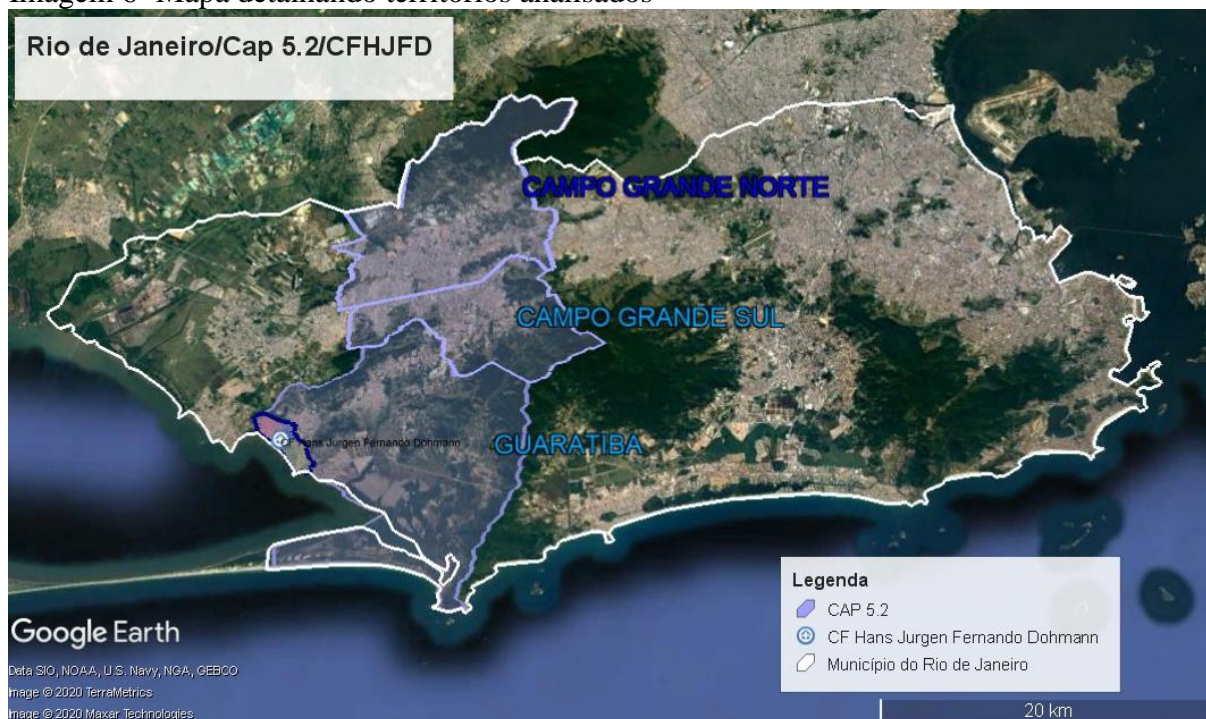 Imagem 6- Mapa detalhando territórios analisados
Rio de Janeiro/Cap 5.2/CFHJFD
CAMPO GRANDE NORTE
CAMPO GRANDE SUL
CF Hans Jurgen Fernando Dohmann
GUARATIBA
Legenda
CAP 5.2
CF Hans Jurgen Fernando Dohmann
Município do Rio de Janeiro
Google Earth
Data SIO, NOAA, U.S. Navy, NGA, GEBCO
Image © 2020 TerraMetrics
Image © 2020 Maxar Technologies
20 km